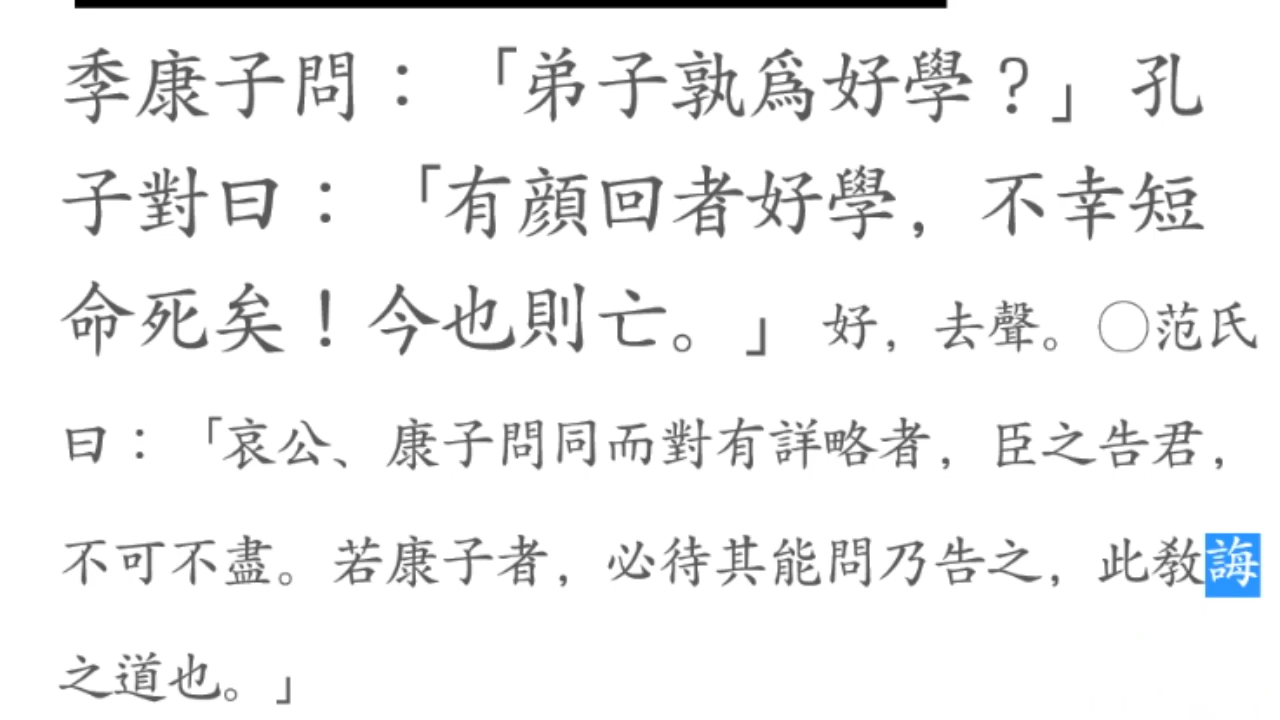 季康子問：「弟子孰爲好學？」孔
子對曰：「有顔回者好學，不幸短
命死矣！今也則亡。」好，去聲。〇范氏
曰：「哀公、康子問同而對有詳略者，臣之告君，
不可不盡。若康子者，必待其能問乃告之，此敎誨
之道也。」